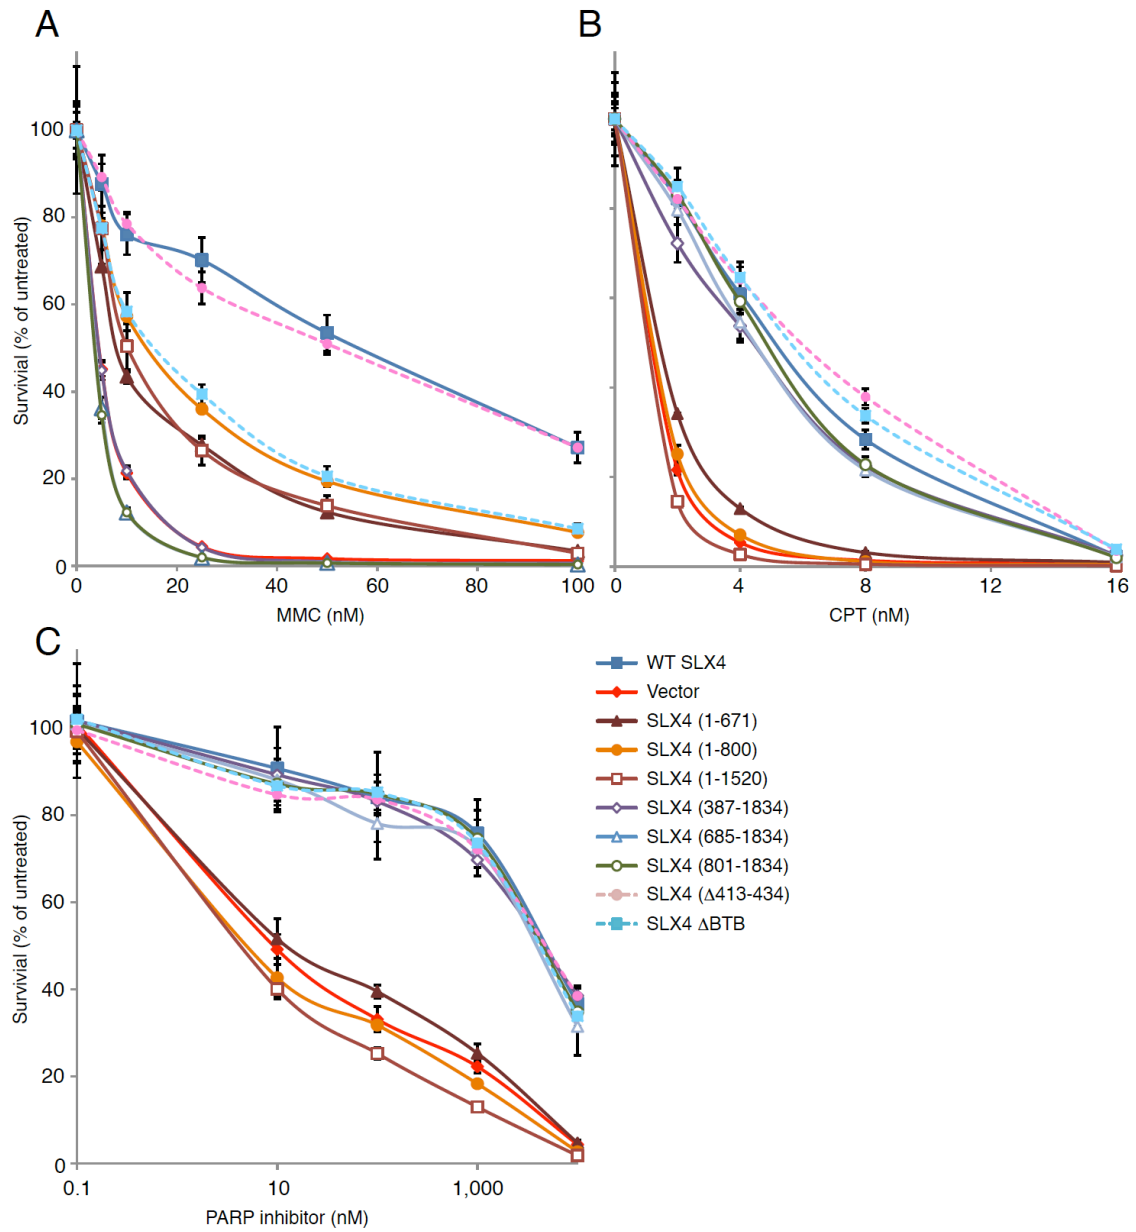 A
B
100
80
60
40
20
0
Survivial (% of untreated)
0
20
40
60
80
100
MMC (nM)
0
4
8
12
16
CPT (nM)
C
100
80
60
40
20
0
Survivial (% of untreated)
0.1
10
1,000
PARP inhibitor (nM)
WT SLX4
Vector
SLX4 (1-671)
SLX4 (1-800)
SLX4 (1-1520)
SLX4 (387-1834)
SLX4 (685-1834)
SLX4 (801-1834)
SLX4 (Δ413-434)
SLX4 ΔBTB